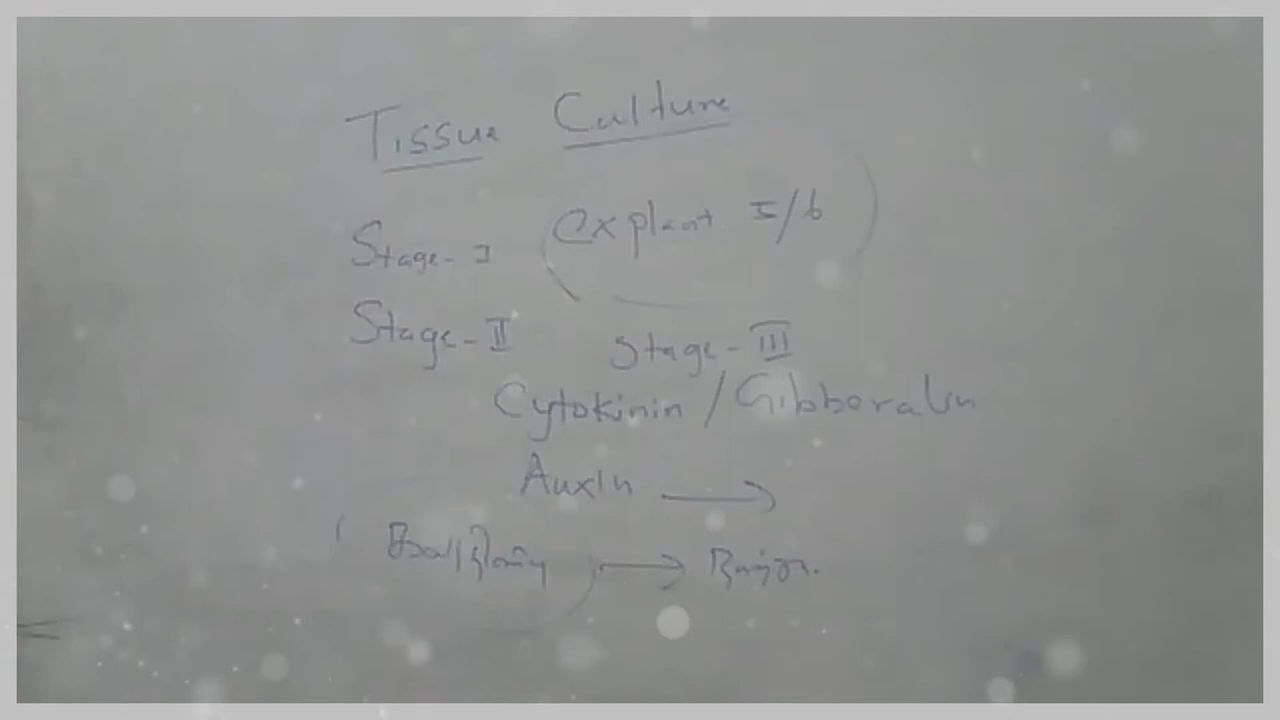 Tissue Culture
Stage-I explant I/b
Stage-II Stage-III
Cytokinin / Gibberalin
Auxin →
→